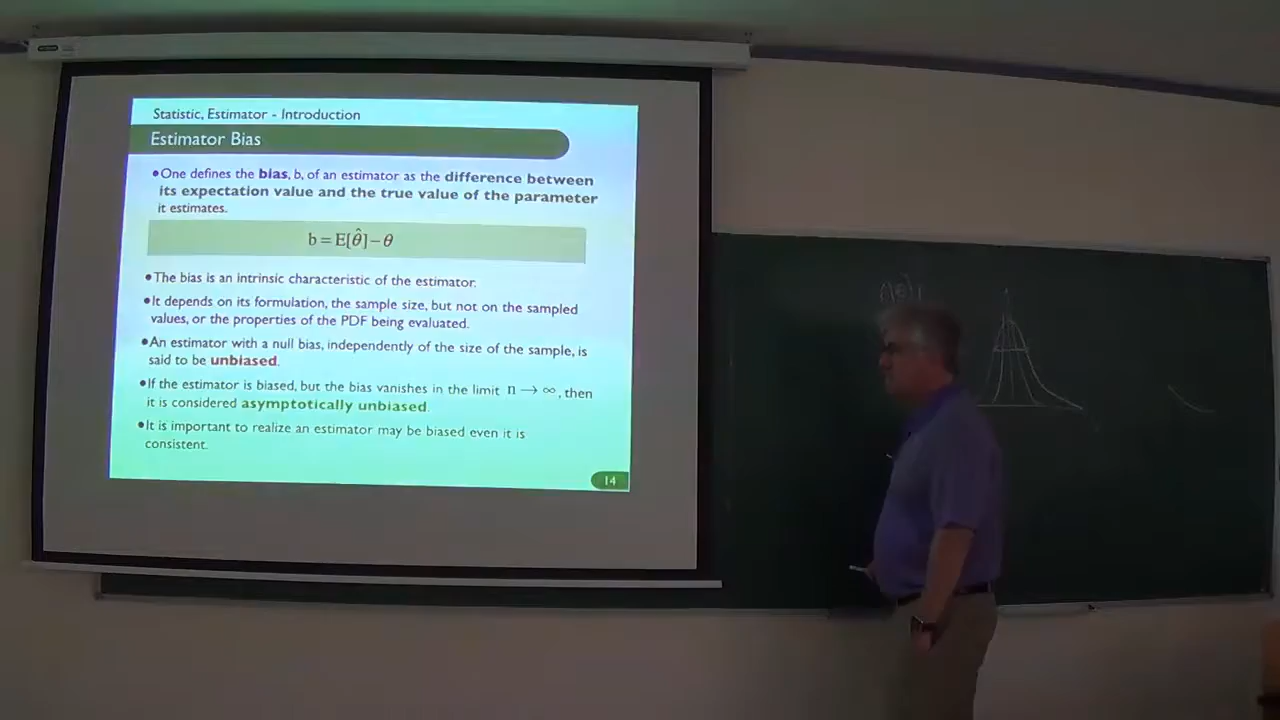 Statistic, Estimator - Introduction
Estimator Bias
•One defines the bias, b, of an estimator as the difference between
its expectation value and the true value of the parameter
it estimates.
b = E[θ̂] − θ
•The bias is an intrinsic characteristic of the estimator.
•It depends on its formulation, the sample size, but not on the sampled
values, or the properties of the PDF being evaluated.
•An estimator with a null bias, independently of the size of the sample, is
said to be unbiased.
•If the estimator is biased, but the bias vanishes in the limit n → ∞, then
it is considered asymptotically unbiased.
•It is important to realize an estimator may be biased even it is
consistent.
14